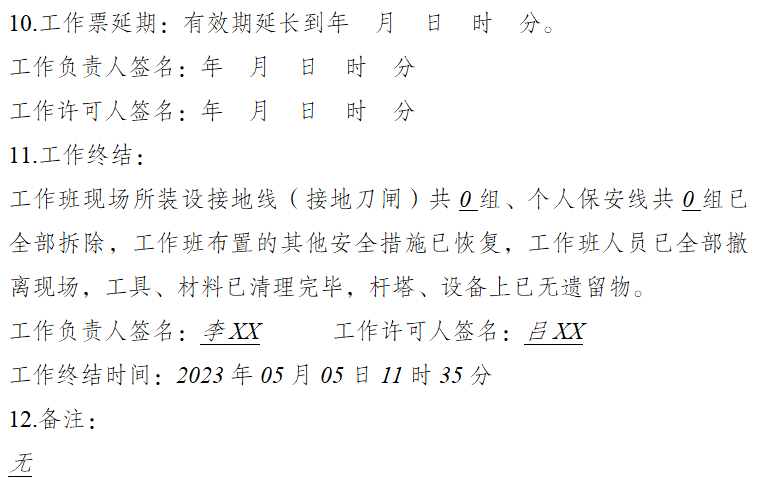 10.工作票延期：有效期延长到年 月 日 时 分。
工作负责人签名：年 月 日 时 分
工作许可人签名：年 月 日 时 分
11.工作终结：
工作班现场所装设接地线（接地刀闸）共 0 组、个人保安线共 0 组已
全部拆除，工作班布置的其他安全措施已恢复，工作班人员已全部撤
离现场，工具、材料已清理完毕，杆塔、设备上已无遗留物。
工作负责人签名：李XX 工作许可人签名：吕XX
工作终结时间：2023 年 05 月 05 日 11 时 35 分
12.备注：
无